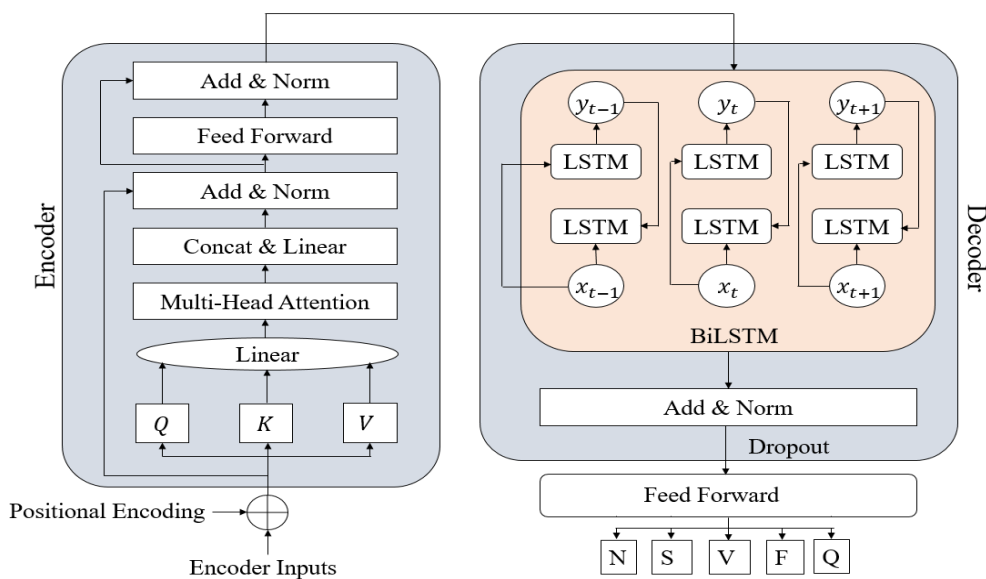 Encoder
Add & Norm
Feed Forward
Add & Norm
Concat & Linear
Multi-Head Attention
Linear
Q K V
Positional Encoding
Encoder Inputs
Decoder
y_{t-1} y_t y_{t+1}
LSTM LSTM LSTM
LSTM LSTM LSTM
x_{t-1} x_t x_{t+1}
BiLSTM
Add & Norm
Dropout
Feed Forward
N S V F Q